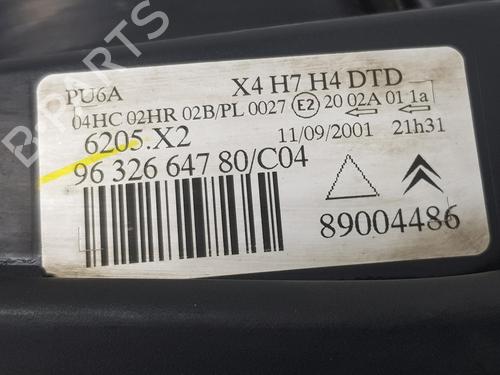 PU6A X4 H7 H4 DTD
04HC 02HR 02B/PL 0027 E2 20 02A 01 1a
6205.X2 11/09/2001 21h31
96 326 647 80/C04
89004486
B-PARTS